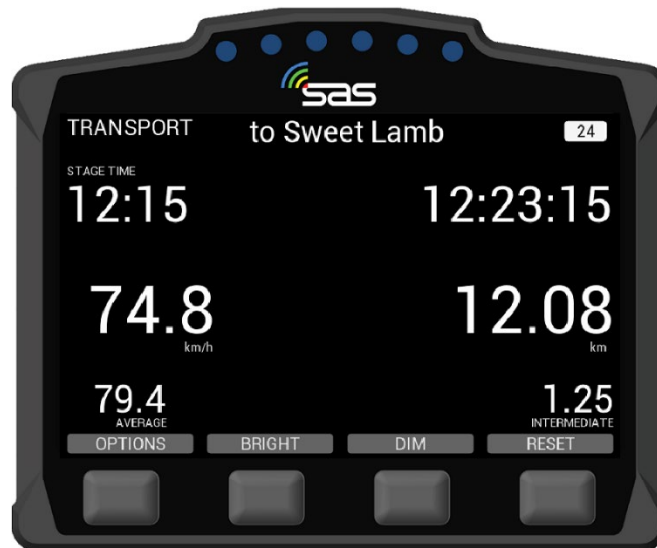 sas
TRANSPORT to Sweet Lamb 24
STAGE TIME
12:15 12:23:15
74.8 12.08
km/h km
79.4 1.25
AVERAGE INTERMEDIATE
OPTIONS BRIGHT DIM RESET